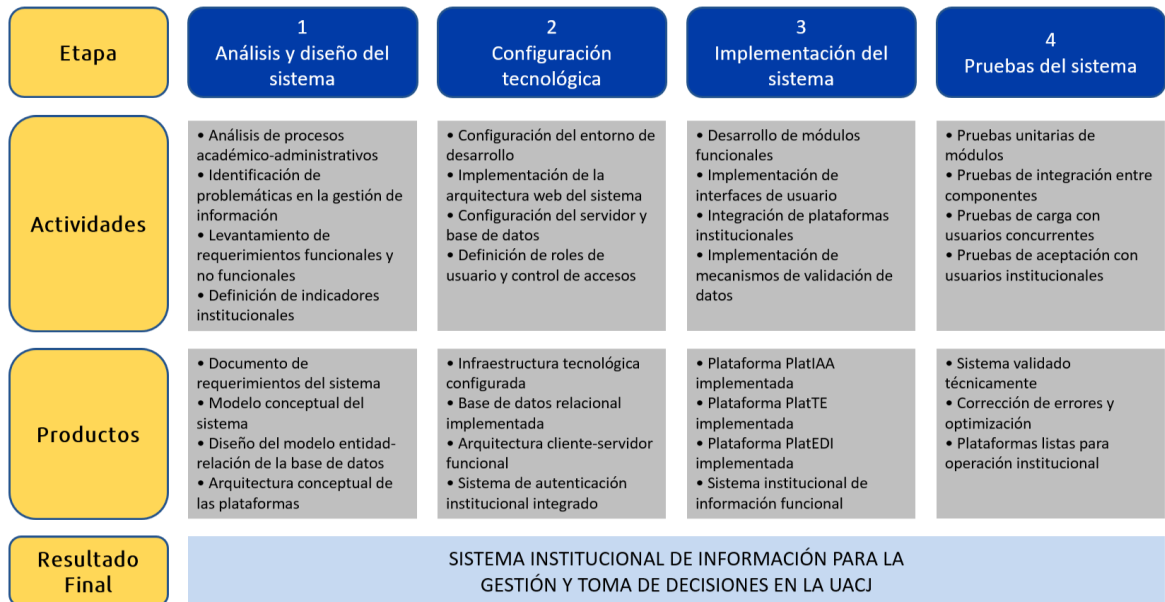 Etapa
1
Análisis y diseño del
sistema
2
Configuración
tecnológica
3
Implementación del
sistema
4
Pruebas del sistema
Actividades
• Análisis de procesos
académico-administrativos
• Identificación de
problemáticas en la gestión de
información
• Levantamiento de
requerimientos funcionales y
no funcionales
• Definición de indicadores
institucionales
• Configuración del entorno de
desarrollo
• Implementación de la
arquitectura web del sistema
• Configuración del servidor y
base de datos
• Definición de roles de
usuario y control de accesos
• Desarrollo de módulos
funcionales
• Implementación de
interfaces de usuario
• Integración de plataformas
institucionales
• Implementación de
mecanismos de validación de
datos
• Pruebas unitarias de
módulos
• Pruebas de integración entre
componentes
• Pruebas de carga con
usuarios concurrentes
• Pruebas de aceptación con
usuarios institucionales
Productos
• Documento de
requerimientos del sistema
• Modelo conceptual del
sistema
• Diseño del modelo entidad-
relación de la base de datos
• Arquitectura conceptual de
las plataformas
• Infraestructura tecnológica
configurada
• Base de datos relacional
implementada
• Arquitectura cliente-servidor
funcional
• Sistema de autenticación
institucional integrado
• Plataforma PlatIAA
implementada
• Plataforma PlatTE
implementada
• Plataforma PlatEDI
implementada
• Sistema institucional de
información funcional
• Sistema validado
técnicamente
• Corrección de errores y
optimización
• Plataformas listas para
operación institucional
Resultado
Final
SISTEMA INSTITUCIONAL DE INFORMACIÓN PARA LA
GESTIÓN Y TOMA DE DECISIONES EN LA UACJ